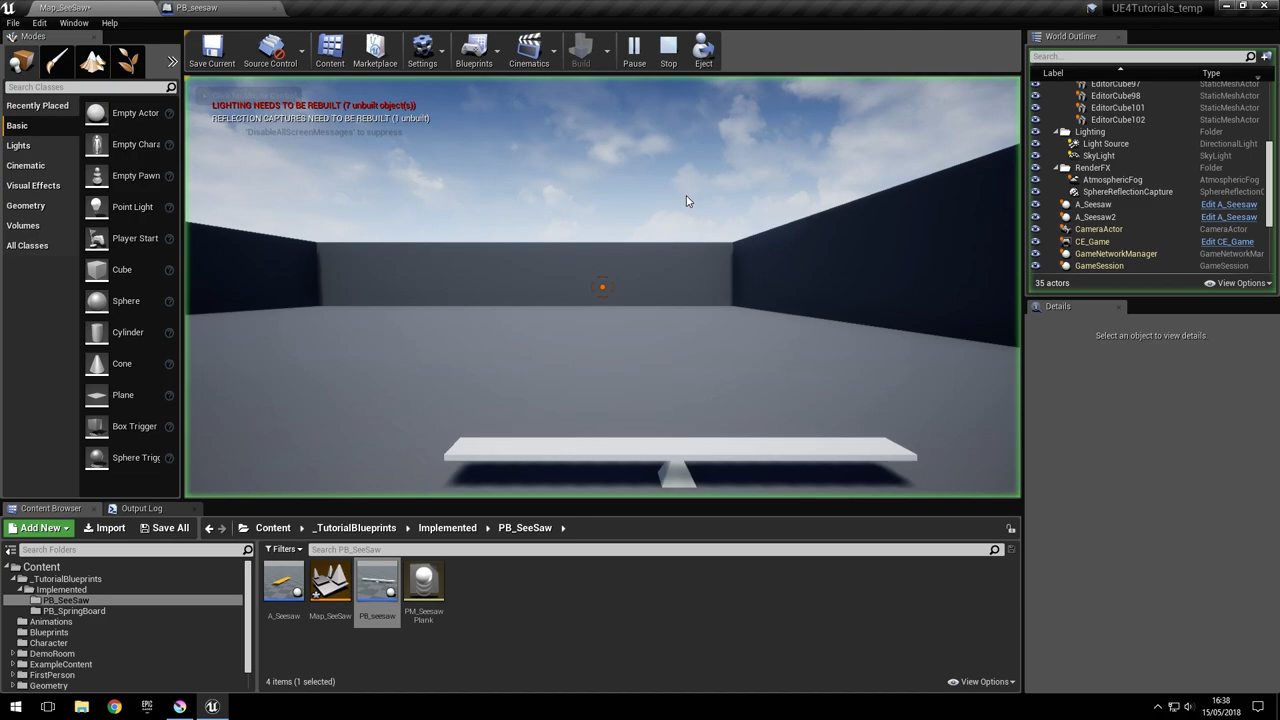 Map_SeeSaw*
PB_seesaw
UE4Tutorials_temp
File Edit Window Help
Modes
Search Classes
Recently Placed
Basic
Lights
Cinematic
Visual Effects
Geometry
Volumes
All Classes
Empty Actor
Empty Chara
Empty Pawn
Point Light
Player Start
Cube
Sphere
Cylinder
Cone
Plane
Box Trigger
Sphere Trigg
Save Current Source Control Content Marketplace Settings Blueprints Cinematics Build Pause Stop Eject
LIGHTING NEEDS TO BE REBUILT (7 unbuilt object(s))
REFLECTION CAPTURES NEED TO BE REBUILT (1 unbuilt)
'DisableAllScreenMessages' to suppress
World Outliner
Search...
Label Type
EditorCube97 StaticMeshActor
EditorCube98 StaticMeshActor
EditorCube101 StaticMeshActor
EditorCube102 StaticMeshActor
Lighting Folder
Light Source DirectionalLight
SkyLight SkyLight
RenderFX Folder
AtmosphericFog AtmosphericFog
SphereReflectionCapture SphereReflectionC
A_Seesaw Edit A_Seesaw
A_Seesaw2 Edit A_Seesaw
CameraActor CameraActor
CE_Game Edit CE_Game
GameNetworkManager GameNetworkMar
GameSession GameSession
35 actors View Options
Details
Select an object to view details.
Content Browser Output Log
Add New Import Save All Content _TutorialBlueprints Implemented PB_SeeSaw
Search Folders
Filters Search PB_SeeSaw
Content
_TutorialBlueprints
Implemented
PB_SeeSaw
PB_SpringBoard
Animations
Blueprints
Character
DemoRoom
ExampleContent
FirstPerson
Geometry
A_Seesaw Map_SeeSaw PB_seesaw PM_Seesaw
Plank
4 items (1 selected) View Options
EPIC
16:38
15/05/2018